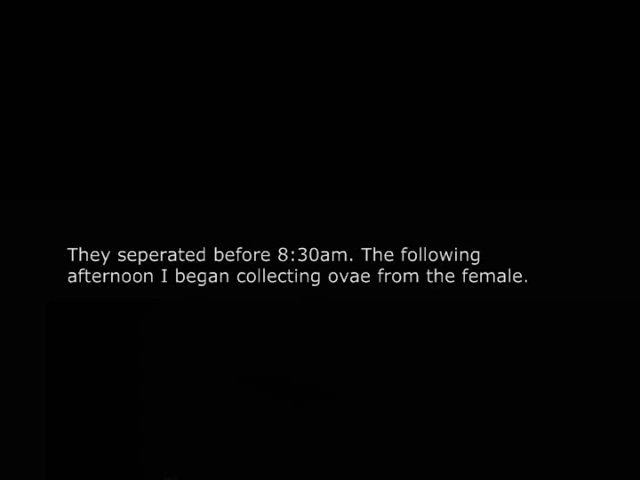 They seperated before 8:30am. The following
afternoon I began collecting ovae from the female.